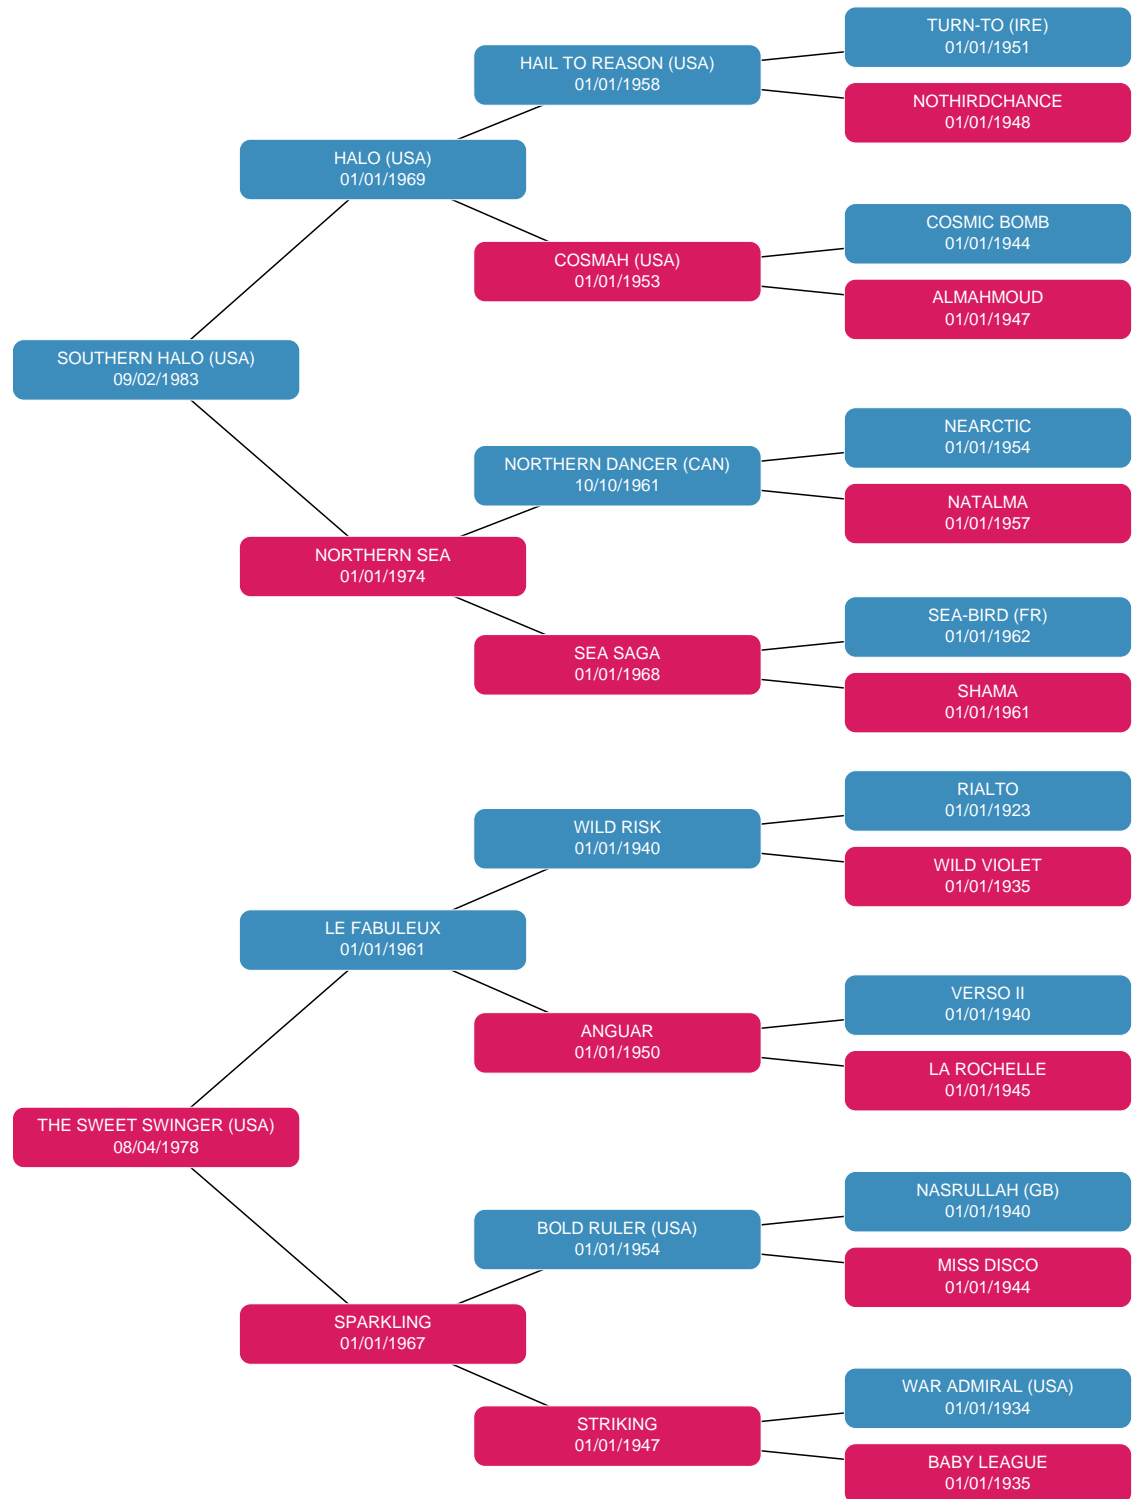 TURN-TO (IRE)
01/01/1951
HAIL TO REASON (USA)
01/01/1958
NOTHIRDCHANCE
01/01/1948
HALO (USA)
01/01/1969
COSMIC BOMB
01/01/1944
COSMAH (USA)
01/01/1953
ALMAHMOUD
01/01/1947
SOUTHERN HALO (USA)
09/02/1983
NEARCTIC
01/01/1954
NORTHERN DANCER (CAN)
10/10/1961
NATALMA
01/01/1957
NORTHERN SEA
01/01/1974
SEA-BIRD (FR)
01/01/1962
SEA SAGA
01/01/1968
SHAMA
01/01/1961
RIALTO
01/01/1923
WILD RISK
01/01/1940
WILD VIOLET
01/01/1935
LE FABULEUX
01/01/1961
VERSO II
01/01/1940
ANGUAR
01/01/1950
LA ROCHELLE
01/01/1945
THE SWEET SWINGER (USA)
08/04/1978
NASRULLAH (GB)
01/01/1940
BOLD RULER (USA)
01/01/1954
MISS DISCO
01/01/1944
SPARKLING
01/01/1967
WAR ADMIRAL (USA)
01/01/1934
STRIKING
01/01/1947
BABY LEAGUE
01/01/1935